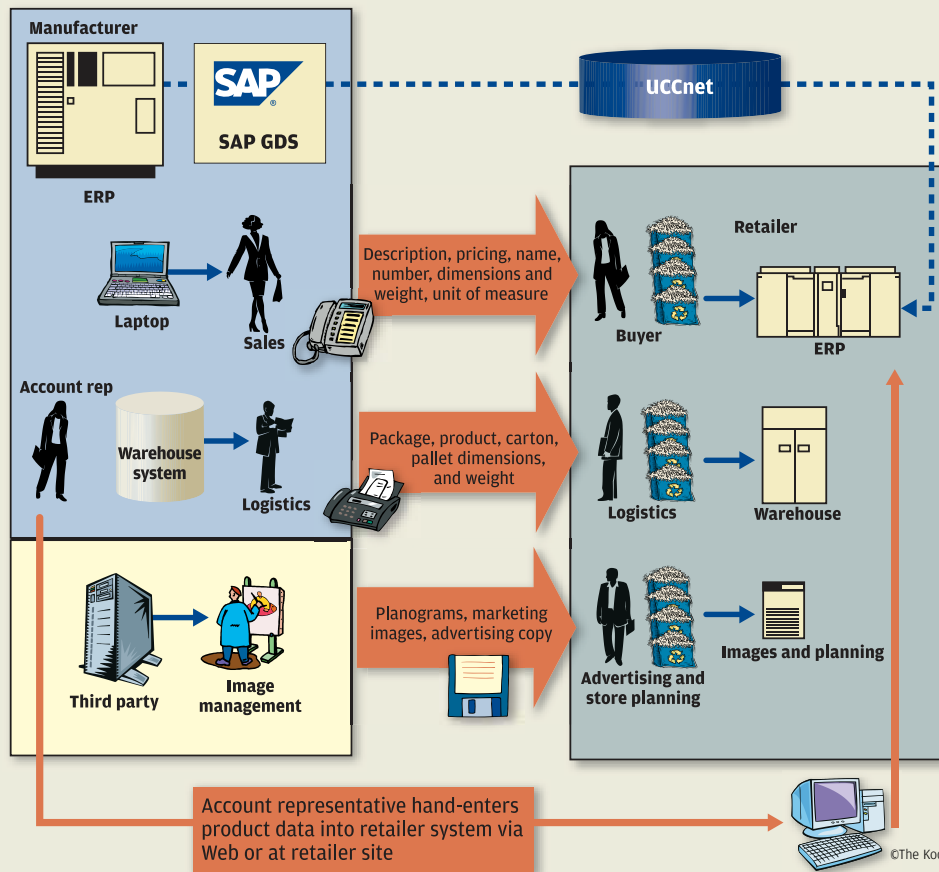 Manufacturer
SAP
®
SAP GDS
UCCnet
ERP
Retailer
Description, pricing, name,
number, dimensions and
weight, unit of measure
Laptop
Sales
Buyer
ERP
Account rep
Warehouse
system
Logistics
Package, product, carton,
pallet dimensions,
and weight
Logistics
Warehouse
Third party
Image
management
Planograms, marketing
images, advertising copy
Advertising and
store planning
Images and planning
Account representative hand-enters
product data into retailer system via
Web or at retailer site
©The